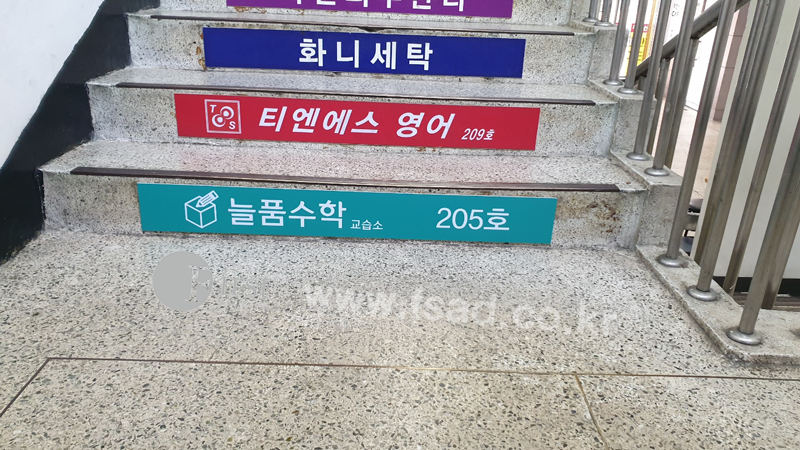 화니세탁
T
S
티엔에스 영어 209호
늘품수학 교습소 205호
www.fsad.co.kr